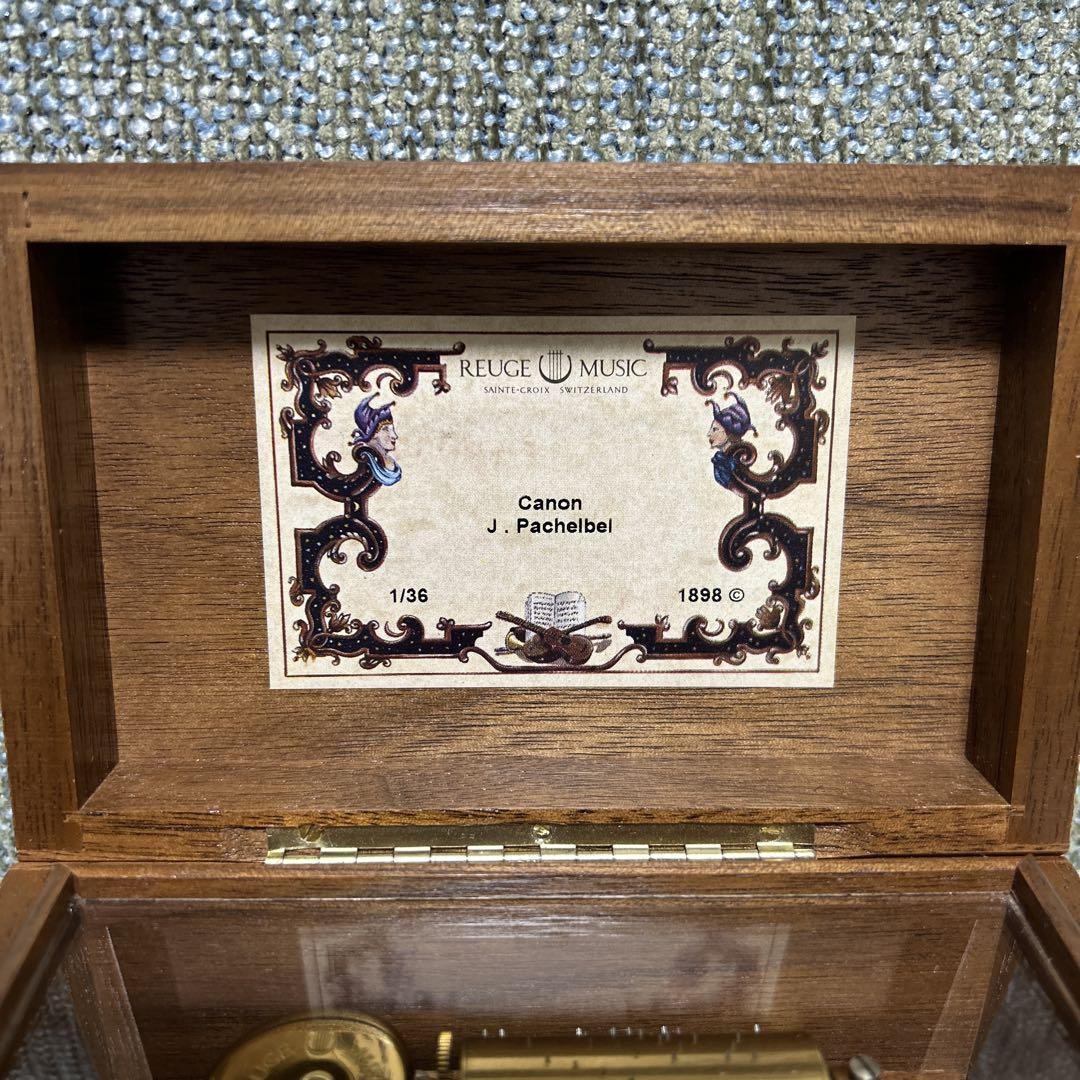 REUGE MUSIC
SAINTE-CROIX SWITZERLAND
Canon
J . Pachelbel
1/36 1898 ©